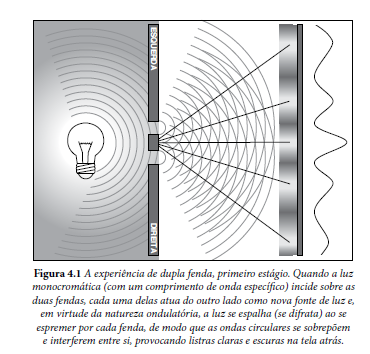 ESQUERDA
DIREITA
Figura 4.1 A experiência de dupla fenda, primeiro estágio. Quando a luz
monocromática (com um comprimento de onda específico) incide sobre as
duas fendas, cada uma delas atua do outro lado como nova fonte de luz e,
em virtude da natureza ondulatória, a luz se espalha (se difrata) ao se
espremer por cada fenda, de modo que as ondas circulares se sobrepõem
e interferem entre si, provocando listras claras e escuras na tela atrás.